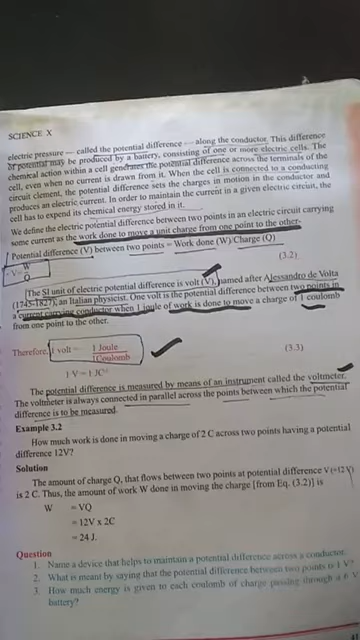 SCIENCE X
electric pressure — called the potential difference — along the conductor. This difference
of potential may be produced by a battery, consisting of one or more electric cells. The
chemical action within a cell generates the potential difference across the terminals of the
cell, even when no current is drawn from it. When the cell is connected to a conducting
circuit element, the potential difference sets the charges in motion in the conductor and
produces an electric current. In order to maintain the current in a given electric circuit, the
cell has to expend its chemical energy stored in it.
We define the electric potential difference between two points in an electric circuit carrying
some current as the work done to move a unit charge from one point to the other.
Potential difference (V) between two points = Work done (W)/Charge (Q)
V = W
Q
(3.2)
[The SI unit of electric potential difference is volt (V), named after Alessandro de Volta
(1745-1827), an Italian physicist. One volt is the potential difference between two points in
a current carrying conductor when 1 joule of work is done to move a charge of 1 coulomb
from one point to the other.
Therefore, 1 volt = 1 Joule
1Coulomb
(3.3)
1 V = 1 JC⁻¹
The potential difference is measured by means of an instrument called the voltmeter.
The voltmeter is always connected in parallel across the points between which the potential
difference is to be measured.
Example 3.2
How much work is done in moving a charge of 2 C across two points having a potential
difference 12V?
Solution
The amount of charge Q, that flows between two points at potential difference V (=12 V)
is 2 C. Thus, the amount of work W done in moving the charge [from Eq. (3.2)] is
W = VQ
= 12V x 2C
= 24 J.
Question
1. Name a device that helps to maintain a potential difference across a conductor.
2. What is meant by saying that the potential difference between two points is 1 V?
3. How much energy is given to each coulomb of charge passing through a 6 V
battery?